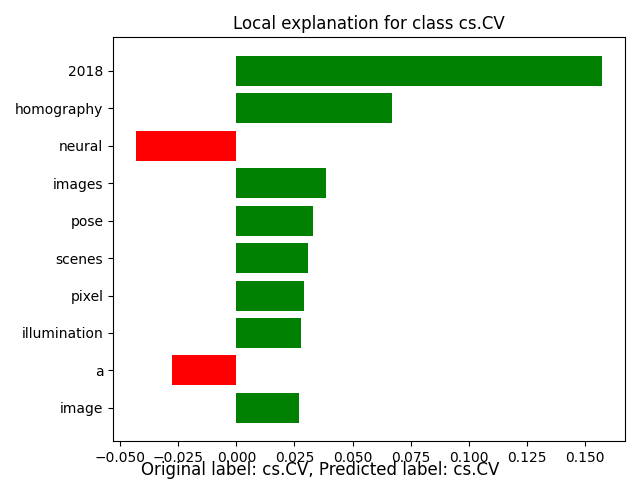 Local explanation for class cs.CV
2018
homography
neural
images
pose
scenes
pixel
illumination
a
image
−0.050 −0.025 0.000 0.025 0.050 0.075 0.100 0.125 0.150
Original label: cs.CV, Predicted label: cs.CV